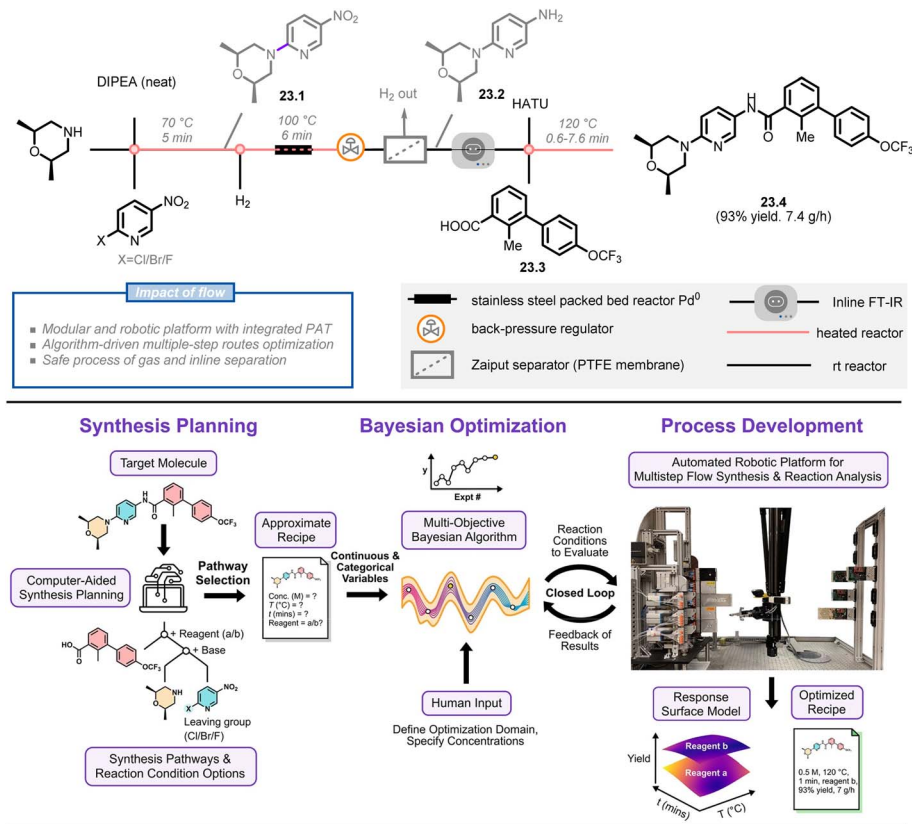 DIPEA (neat)
NH
O
70 °C
5 min
NO₂
X
N
X=Cl/Br/F
NO₂
N
N
O
23.1
H₂
100 °C
6 min
H₂ out
NH₂
N
N
O
23.2
HATU
120 °C
0.6-7.6 min
HOOC
Me
OCF₃
23.3
H
N
O
Me
N
N
O
OCF₃
23.4
(93% yield. 7.4 g/h)
Impact of flow
Modular and robotic platform with integrated PAT
Algorithm-driven multiple-step routes optimization
Safe process of gas and inline separation
stainless steel packed bed reactor Pd⁰
back-pressure regulator
Zaiput separator (PTFE membrane)
Inline FT-IR
heated reactor
rt reactor
Synthesis Planning
Target Molecule
H
N
O
N
N
O
OCF₃
Computer-Aided
Synthesis Planning
Pathway
Selection
+ Reagent (a/b)
+ Base
HO
O
OCF₃
NH
O
NO₂
X
N
Leaving group
(Cl/Br/F)
Synthesis Pathways &
Reaction Condition Options
Approximate
Recipe
Conc. (M) = ?
T (°C) = ?
t (mins) = ?
Reagent = a/b?
Bayesian Optimization
y
Expt #
Multi-Objective
Bayesian Algorithm
Continuous &
Categorical
Variables
Human Input
Define Optimization Domain,
Specify Concentrations
Reaction
Conditions
to Evaluate
Closed Loop
Feedback of
Results
Process Development
Automated Robotic Platform for
Multistep Flow Synthesis & Reaction Analysis
Response
Surface Model
Yield
Reagent b
Reagent a
t (mins)
T (°C)
Optimized
Recipe
0.5 M, 120 °C,
1 min, reagent b,
93% yield, 7 g/h